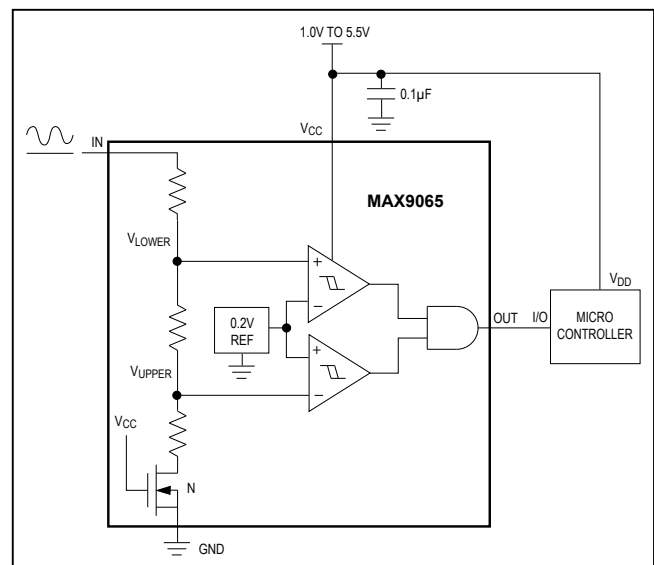 1.0V TO 5.5V
0.1µF
VCC
IN
MAX9065
VLOWER
+
−
0.2V
REF
+
−
VUPPER
OUT
I/O
VDD
MICRO
CONTROLLER
VCC
N
GND